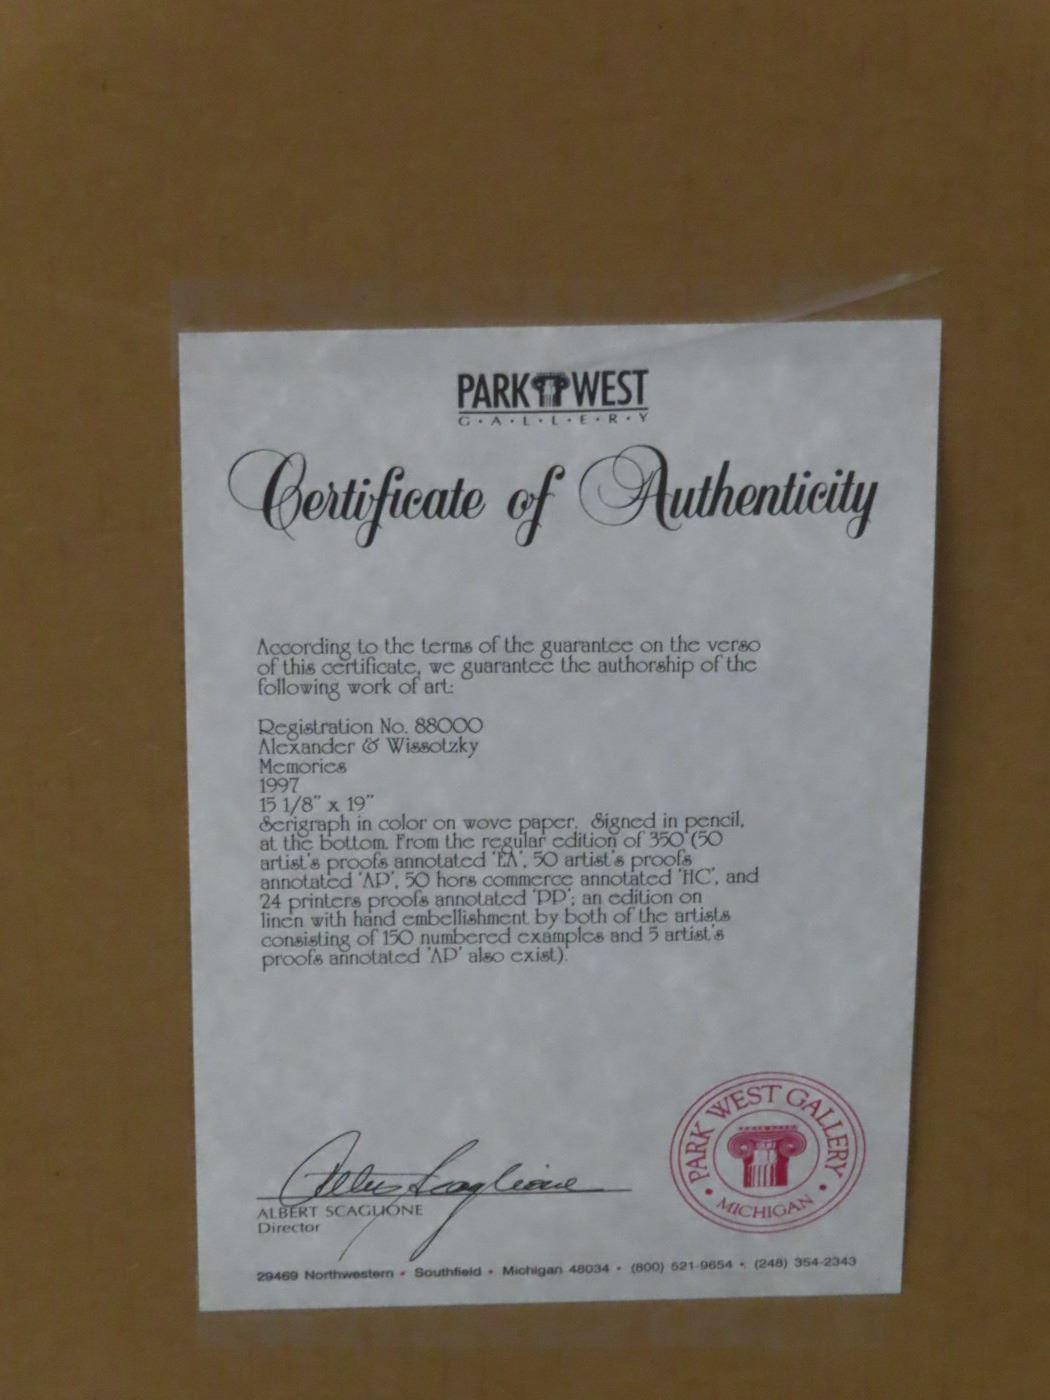 PARK WEST
G·A·L·L·E·R·Y
Certificate of Authenticity
According to the terms of the guarantee on the verso
of this certificate, we guarantee the authorship of the
following work of art:
Registration No. 88000
Alexander & Wissotzky
Memories
1997
15 1/8" x 19"
Serigraph in color on wove paper. Signed in pencil,
at the bottom. From the regular edition of 350 (50
artist's proofs annotated 'EA', 50 artist's proofs
annotated 'AP', 50 hors commerce annotated 'HC', and
24 printers proofs annotated 'PP'; an edition on
linen with hand embellishment by both of the artists
consisting of 150 numbered examples and 5 artist's
proofs annotated 'AP' also exist).
Albert Scaglione
ALBERT SCAGLIONE
Director
PARK WEST GALLERY
• MICHIGAN •
29469 Northwestern • Southfield • Michigan 48034 • (800) 521-9654 • (248) 354-2343